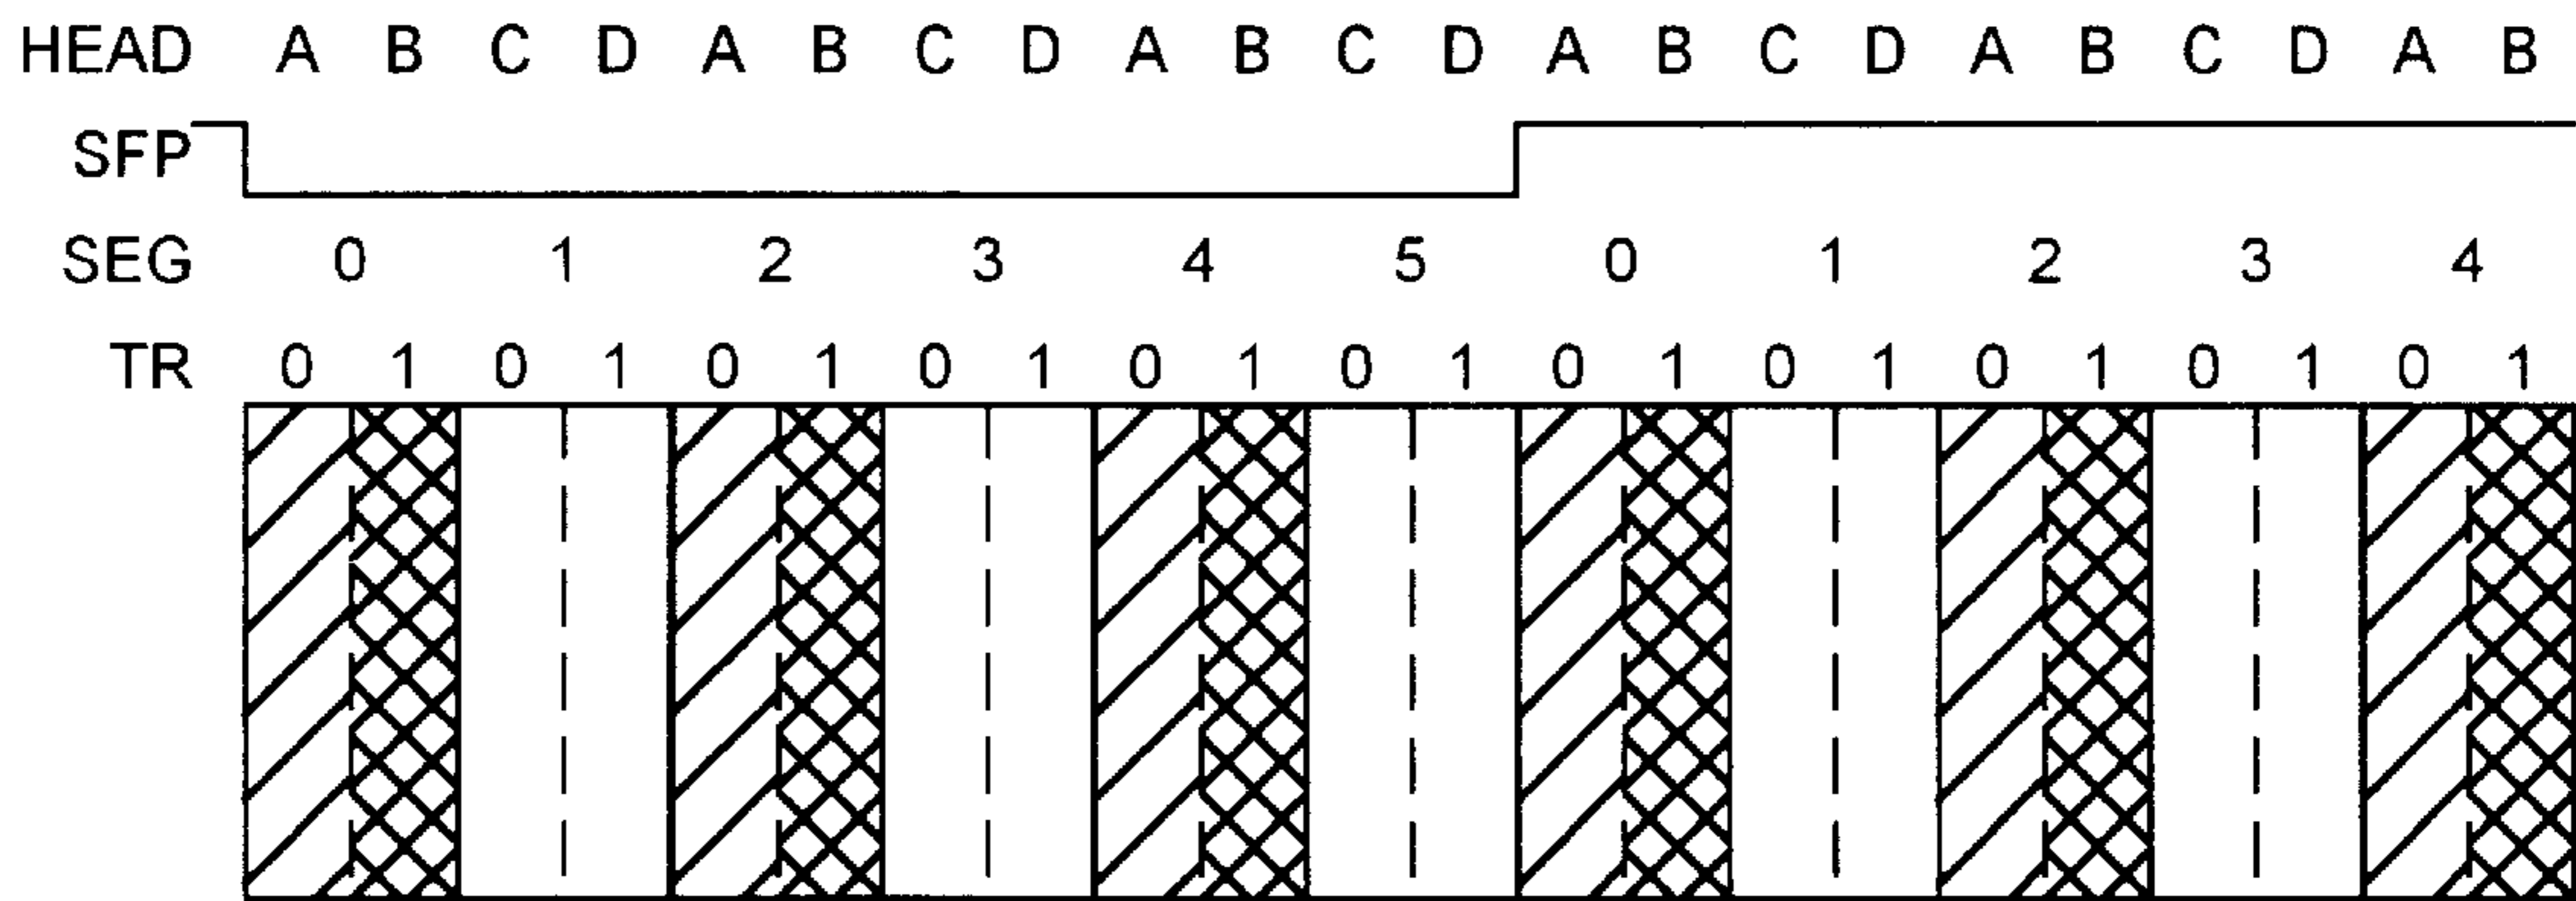 HEAD A B C D A B C D A B C D A B C D A B C D A B
SFP
SEG 0 1 2 3 4 5 0 1 2 3 4
TR 0 1 0 1 0 1 0 1 0 1 0 1 0 1 0 1 0 1 0 1 0 1